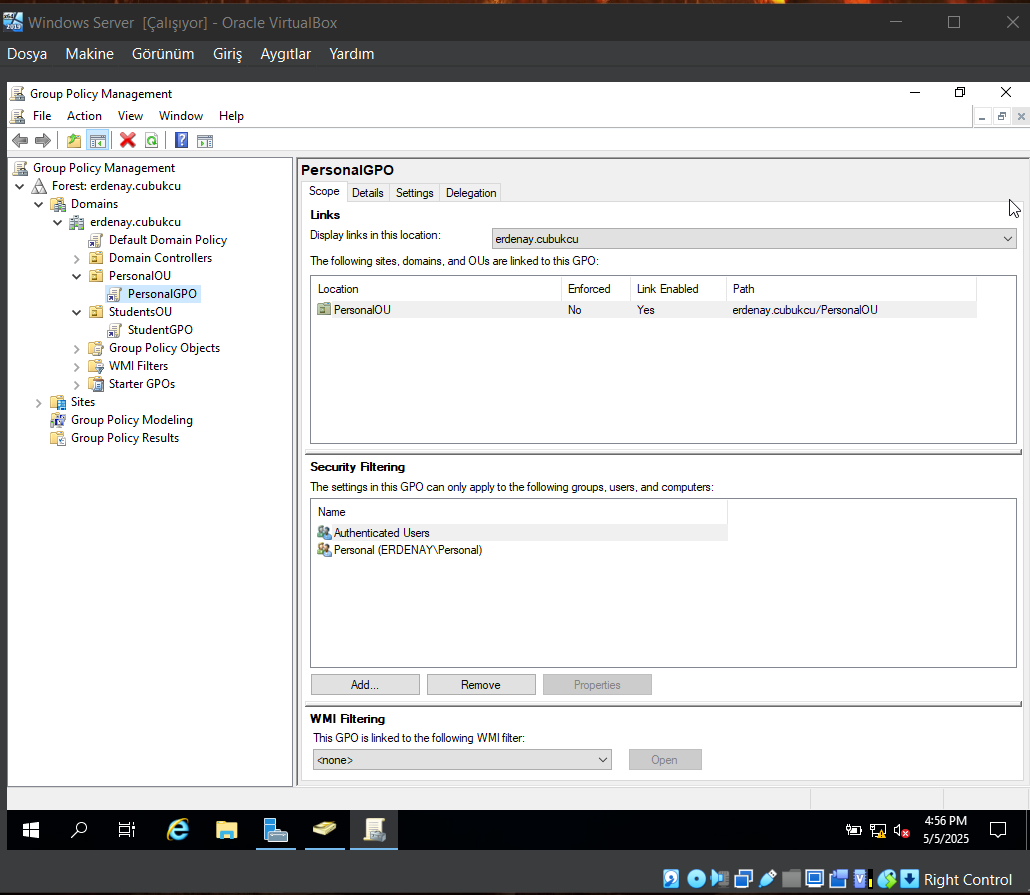 Windows Server [Çalışıyor] - Oracle VirtualBox
Dosya Makine Görünüm Giriş Aygıtlar Yardım
Group Policy Management
File Action View Window Help
Group Policy Management
Forest: erdenay.cubukcu
Domains
erdenay.cubukcu
Default Domain Policy
Domain Controllers
PersonalOU
PersonalGPO
StudentsOU
StudentGPO
Group Policy Objects
WMI Filters
Starter GPOs
Sites
Group Policy Modeling
Group Policy Results
PersonalGPO
Scope Details Settings Delegation
Links
Display links in this location: erdenay.cubukcu
The following sites, domains, and OUs are linked to this GPO:
Location Enforced Link Enabled Path
PersonalOU No Yes erdenay.cubukcu/PersonalOU
Security Filtering
The settings in this GPO can only apply to the following groups, users, and computers:
Name
Authenticated Users
Personal (ERDENAY\Personal)
Add... Remove Properties
WMI Filtering
This GPO is linked to the following WMI filter:
<none> Open
4:56 PM
5/5/2025
Right Control